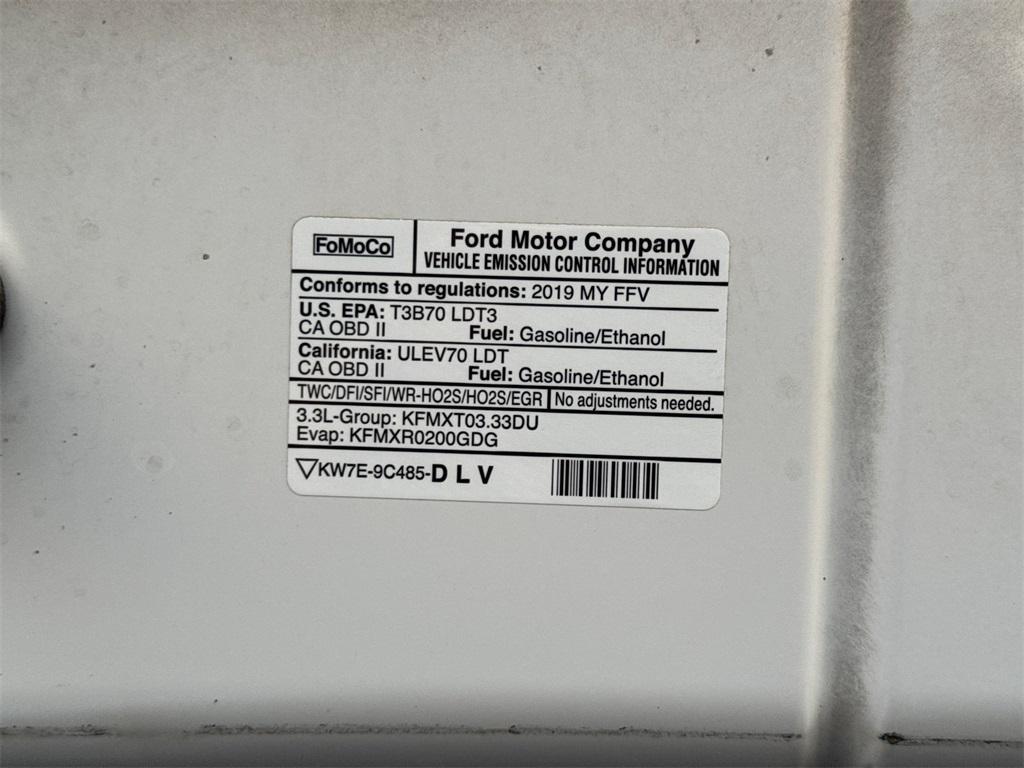 FoMoCo
Ford Motor Company
VEHICLE EMISSION CONTROL INFORMATION
Conforms to regulations: 2019 MY FFV
U.S. EPA: T3B70 LDT3
CA OBD II Fuel: Gasoline/Ethanol
California: ULEV70 LDT
CA OBD II Fuel: Gasoline/Ethanol
TWC/DFI/SFI/WR-HO2S/HO2S/EGR No adjustments needed.
3.3L-Group: KFMXT03.33DU
Evap: KFMXR0200GDG
KW7E-9C485-D L V